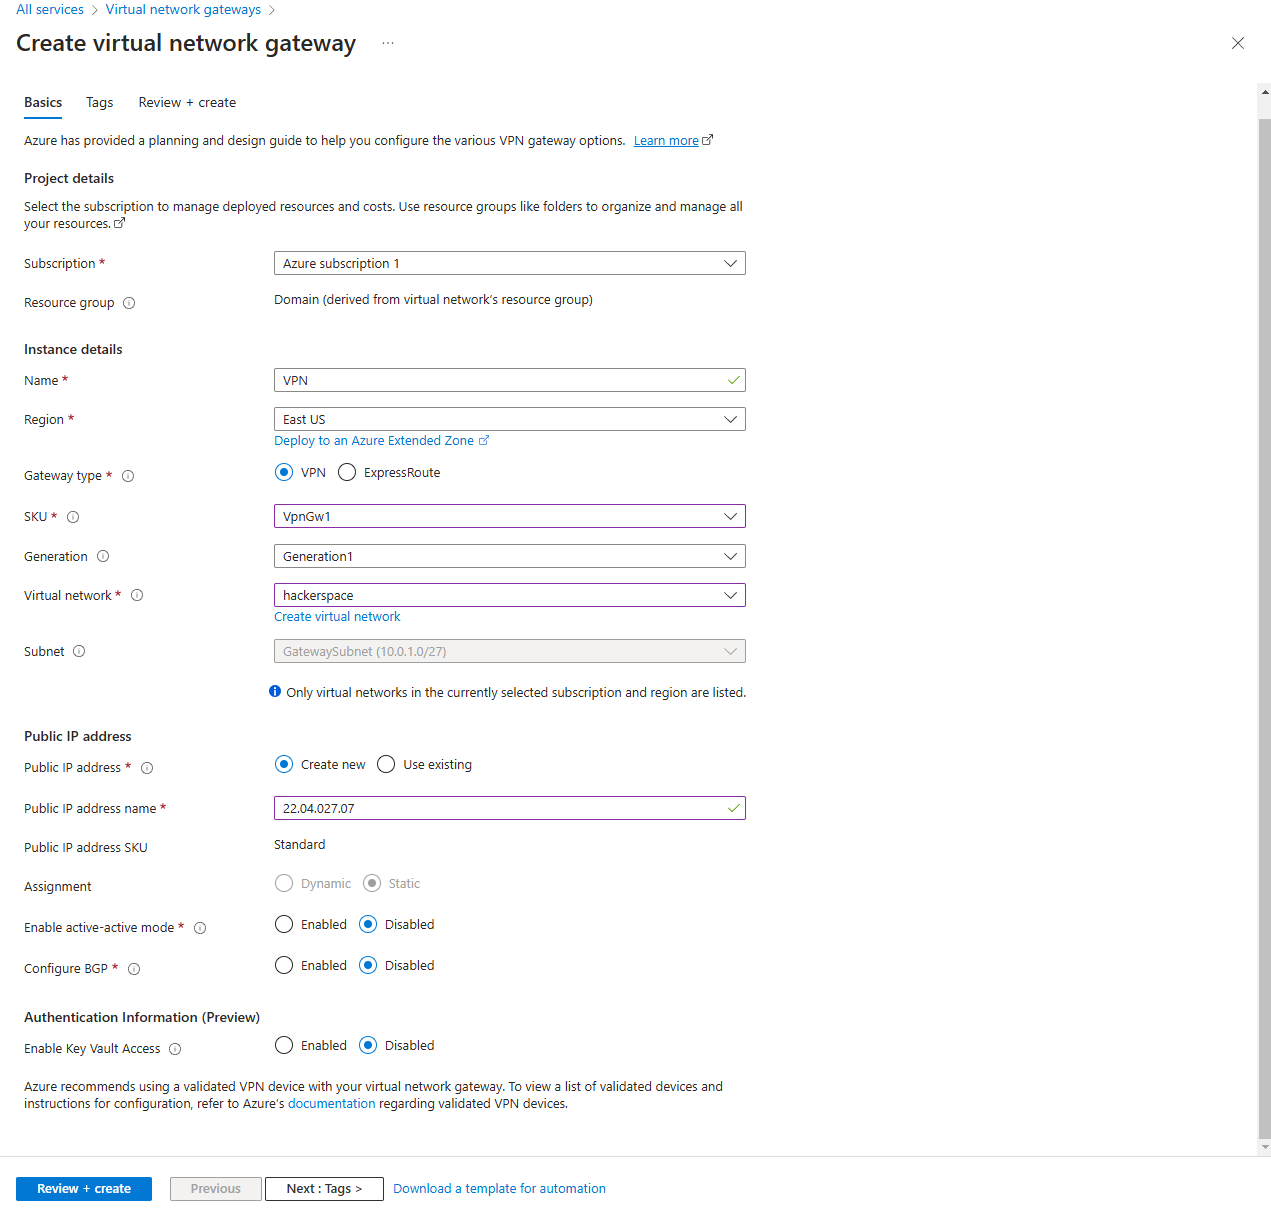 All services > Virtual network gateways >
Create virtual network gateway ...
Basics Tags Review + create
Azure has provided a planning and design guide to help you configure the various VPN gateway options. Learn more
Project details
Select the subscription to manage deployed resources and costs. Use resource groups like folders to organize and manage all
your resources.
Subscription * Azure subscription 1
Resource group Domain (derived from virtual network's resource group)
Instance details
Name * VPN
Region * East US
Deploy to an Azure Extended Zone
Gateway type * VPN ExpressRoute
SKU * VpnGw1
Generation Generation1
Virtual network * hackerspace
Create virtual network
Subnet GatewaySubnet (10.0.1.0/27)
Only virtual networks in the currently selected subscription and region are listed.
Public IP address
Public IP address * Create new Use existing
Public IP address name * 22.04.027.07
Public IP address SKU Standard
Assignment Dynamic Static
Enable active-active mode * Enabled Disabled
Configure BGP * Enabled Disabled
Authentication Information (Preview)
Enable Key Vault Access Enabled Disabled
Azure recommends using a validated VPN device with your virtual network gateway. To view a list of validated devices and
instructions for configuration, refer to Azure's documentation regarding validated VPN devices.
Review + create Previous Next : Tags > Download a template for automation